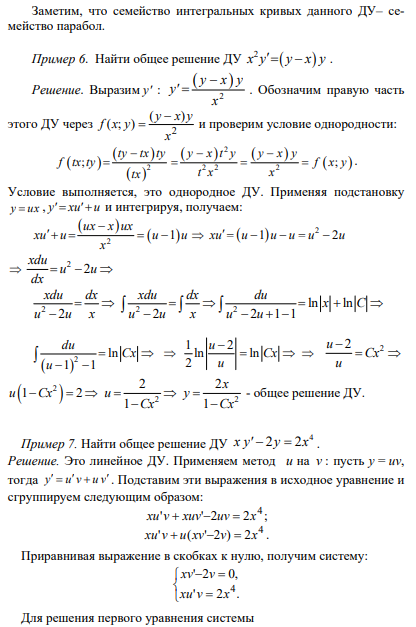 Заметим, что семейство интегральных кривых данного ДУ– се-
мейство парабол.
Пример 6. Найти общее решение ДУ x²y′=(y−x)y .
Решение. Выразим y′ : y′=(y−x)y/x² . Обозначим правую часть
этого ДУ через f(x;y)=(y−x)y/x² и проверим условие однородности:
f(tx;ty)=(ty−tx)ty/(tx)²=(y−x)t²y/t²x²=(y−x)y/x²=f(x;y).
Условие выполняется, это однородное ДУ. Применяя подстановку
y=ux , y′=xu′+u и интегрируя, получаем:
xu′+u=(ux−x)ux/x²=(u−1)u ⇒ xu′=(u−1)u−u=u²−2u
⇒ xdu/dx=u²−2u⇒
xdu/u²−2u=dx/x ⇒ ∫xdu/u²−2u=∫dx/x ⇒∫du/u²−2u+1−1=ln|x|+ln|C|⇒
∫du/(u−1)²−1=ln|Cx|⇒ ⇒ 1/2 ln|u−2/u|=ln|Cx|⇒ ⇒ u−2/u=Cx² ⇒
u(1−Cx²)=2⇒ u=2/1−Cx² ⇒ y=2x/1−Cx² - общее решение ДУ.
Пример 7. Найти общее решение ДУ x y′−2y=2x⁴ .
Решение. Это линейное ДУ. Применяем метод u на v : пусть y = uv,
тогда y′=u′v+uv′. Подставим эти выражения в исходное уравнение и
сгруппируем следующим образом:
xu'v+xuv'−2uv=2x⁴;
xu'v+u(xv'−2v)=2x⁴.
Приравнивая выражение в скобках к нулю, получим систему:
{xv'−2v=0,
xu'v=2x⁴.
Для решения первого уравнения системы